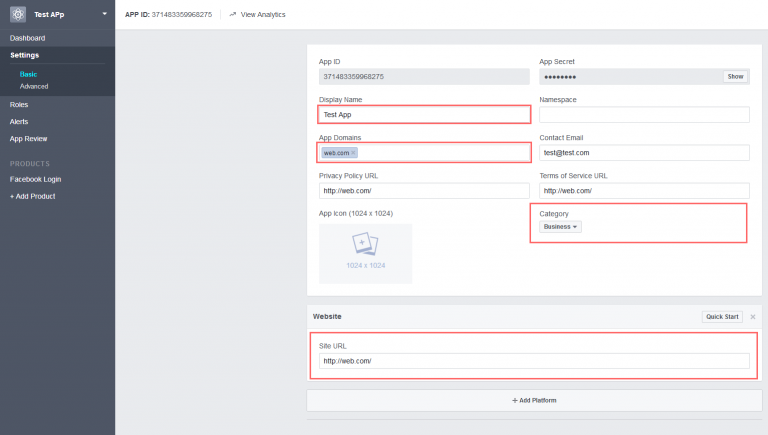 Test APp
APP ID: 371483359968275
View Analytics
Dashboard
Settings
Basic
Advanced
Roles
Alerts
App Review
PRODUCTS
Facebook Login
+ Add Product
App ID
App Secret
371483359968275
●●●●●●●●
Show
Display Name
Namespace
Test App
App Domains
Contact Email
web.com ×
test@test.com
Privacy Policy URL
Terms of Service URL
http://web.com/
http://web.com/
App Icon (1024 x 1024)
Category
Business
1024 x 1024
Website
Quick Start
×
Site URL
http://web.com/
+ Add Platform